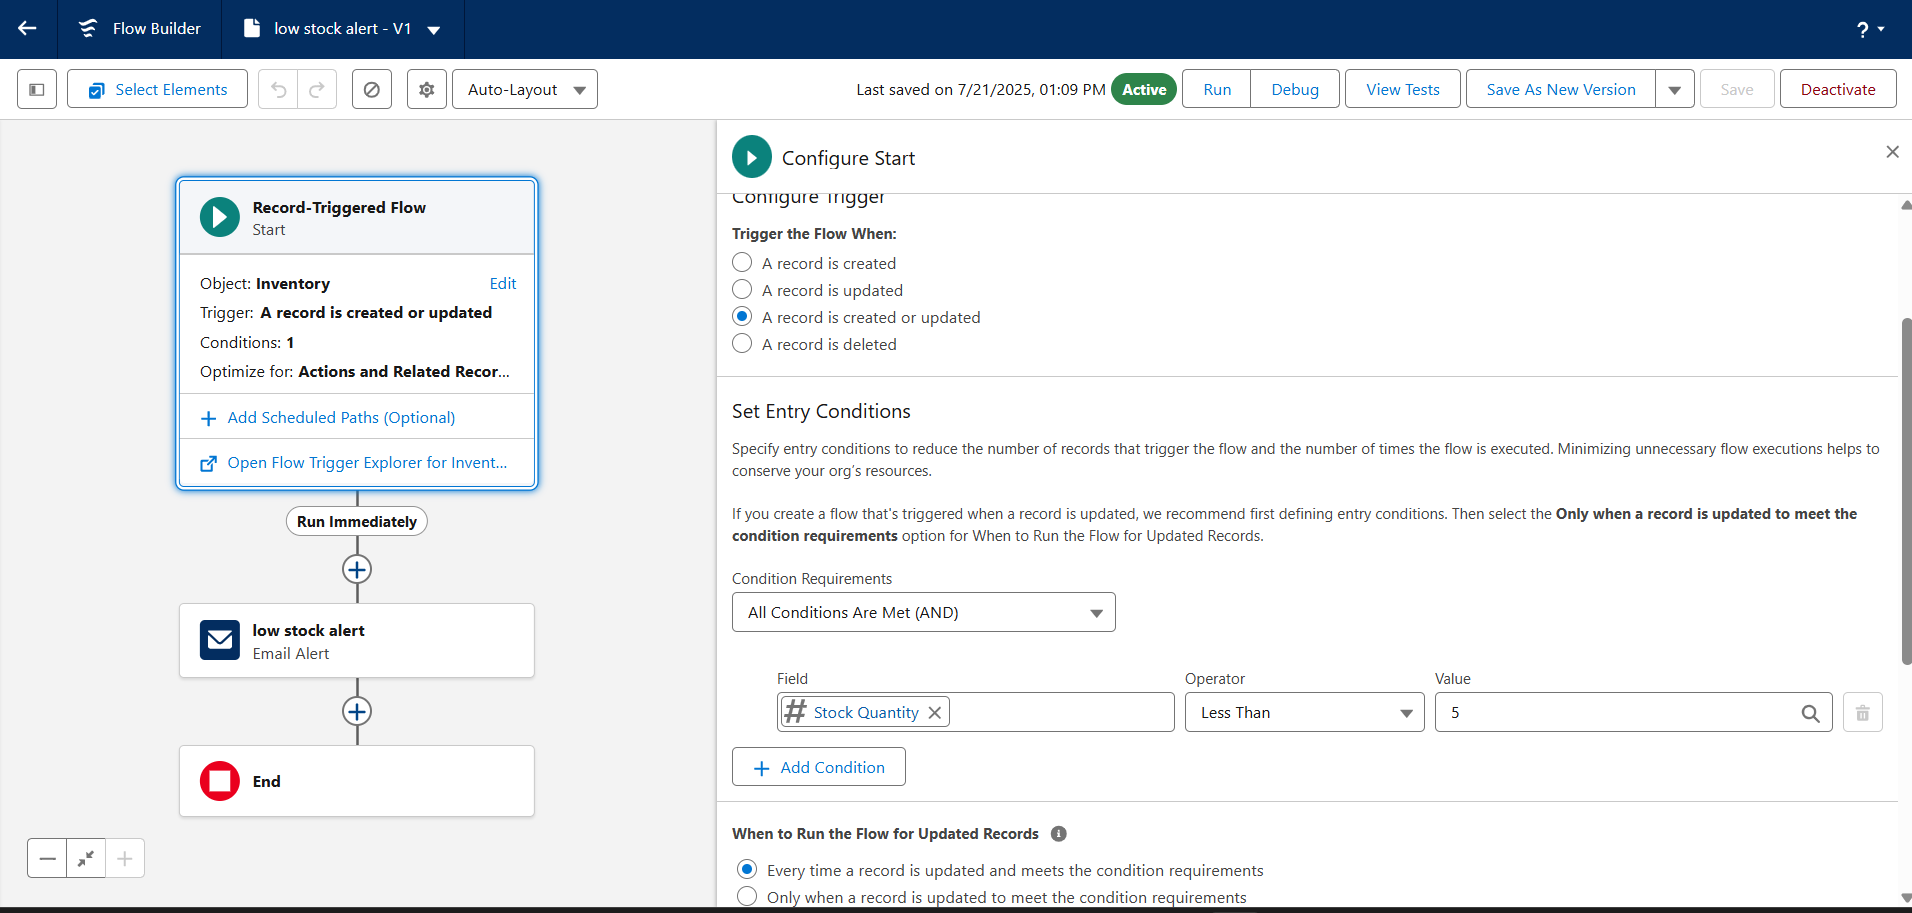 Flow Builder
low stock alert - V1
?
Select Elements
Auto-Layout
Last saved on 7/21/2025, 01:09 PM
Active
Run
Debug
View Tests
Save As New Version
Save
Deactivate
Record-Triggered Flow
Start
Object: Inventory
Edit
Trigger: A record is created or updated
Conditions: 1
Optimize for: Actions and Related Recor...
Add Scheduled Paths (Optional)
Open Flow Trigger Explorer for Invent...
Run Immediately
low stock alert
Email Alert
End
Configure Start
Configure Trigger
Trigger the Flow When:
A record is created
A record is updated
A record is created or updated
A record is deleted
Set Entry Conditions
Specify entry conditions to reduce the number of records that trigger the flow and the number of times the flow is executed. Minimizing unnecessary flow executions helps to
conserve your org’s resources.
If you create a flow that's triggered when a record is updated, we recommend first defining entry conditions. Then select the Only when a record is updated to meet the
condition requirements option for When to Run the Flow for Updated Records.
Condition Requirements
All Conditions Are Met (AND)
Field
Operator
Value
# Stock Quantity
Less Than
5
Add Condition
When to Run the Flow for Updated Records
Every time a record is updated and meets the condition requirements
Only when a record is updated to meet the condition requirements